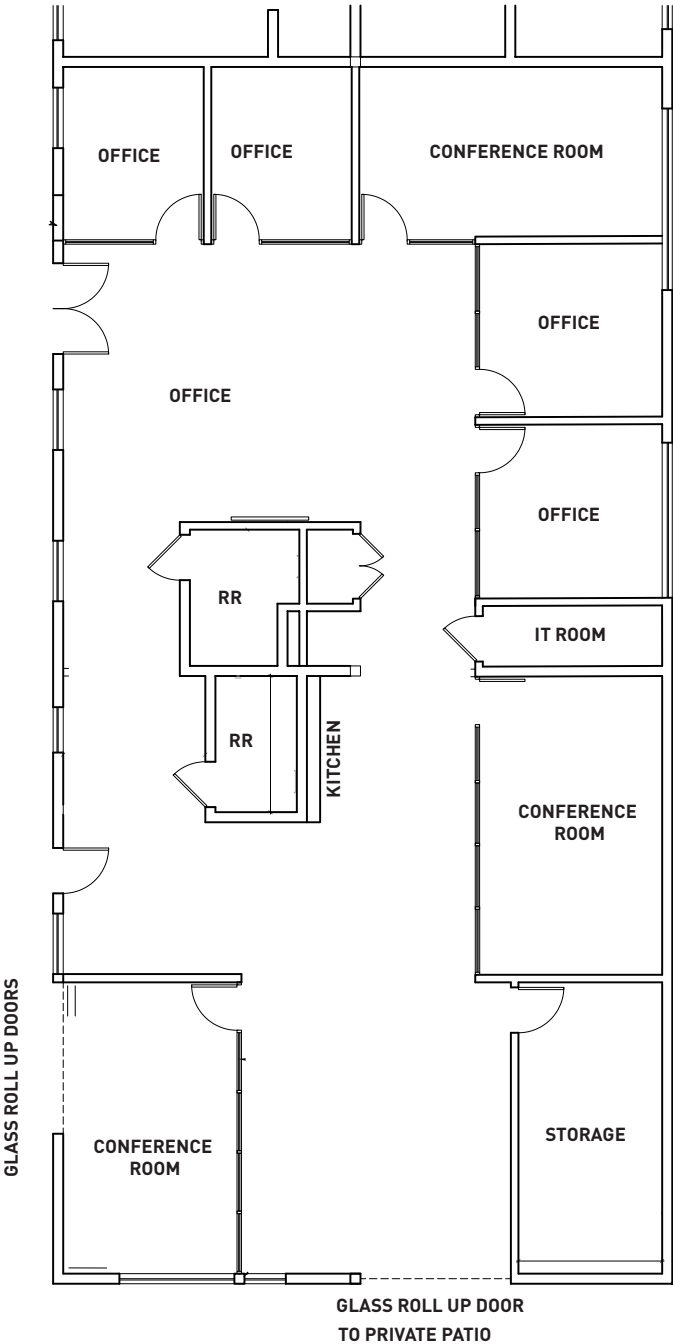 OFFICE
OFFICE
CONFERENCE ROOM
OFFICE
OFFICE
OFFICE
RR
IT ROOM
RR
KITCHEN
CONFERENCE
ROOM
GLASS ROLL UP DOORS
CONFERENCE
ROOM
STORAGE
GLASS ROLL UP DOOR
TO PRIVATE PATIO